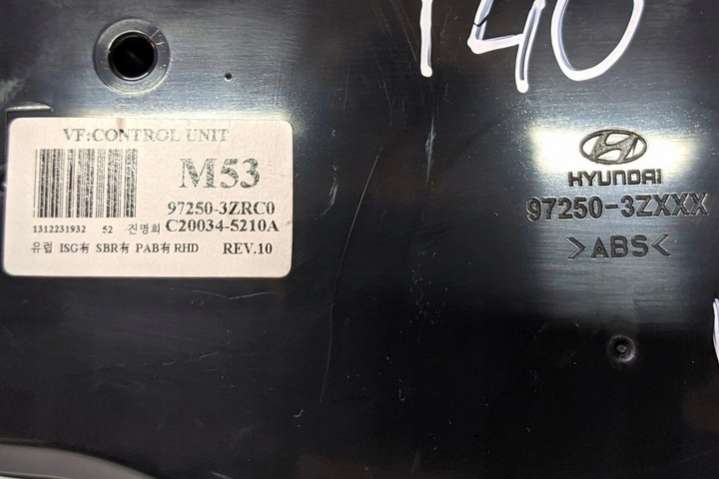 140
VF:CONTROL UNIT
M53
97250-3ZRC0
1312231932 52 진명희 C20034-5210A
유럽 ISG有 SBR有 PAB有 RHD REV.10
HYUNDAI
97250-3ZXXX
>ABS<